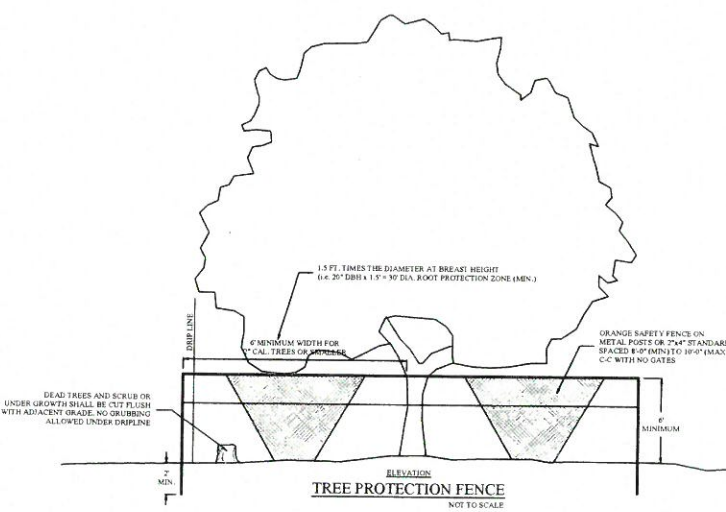 1.5 FT. TIMES THE DIAMETER AT BREAST HEIGHT
(i.e. 20" DBH x 1.5' = 30' DIA. ROOT PROTECTION ZONE (MIN.)
DRIP LINE
6' MINIMUM WIDTH FOR
CAL. TREES OR SMALLER
ORANGE SAFETY FENCE ON
METAL POSTS OR 2"x4" STANDARD
SPACED 8'-0" (MIN) TO 10'-0" (MAX
C-C WITH NO GATES
DEAD TREES AND SCRUB OR
UNDER GROWTH SHALL BE CUT FLUSH
WITH ADJACENT GRADE. NO GRUBBING
ALLOWED UNDER DRIPLINE
6'
MINIMUM
2'
MIN.
ELEVATION
TREE PROTECTION FENCE
NOT TO SCALE